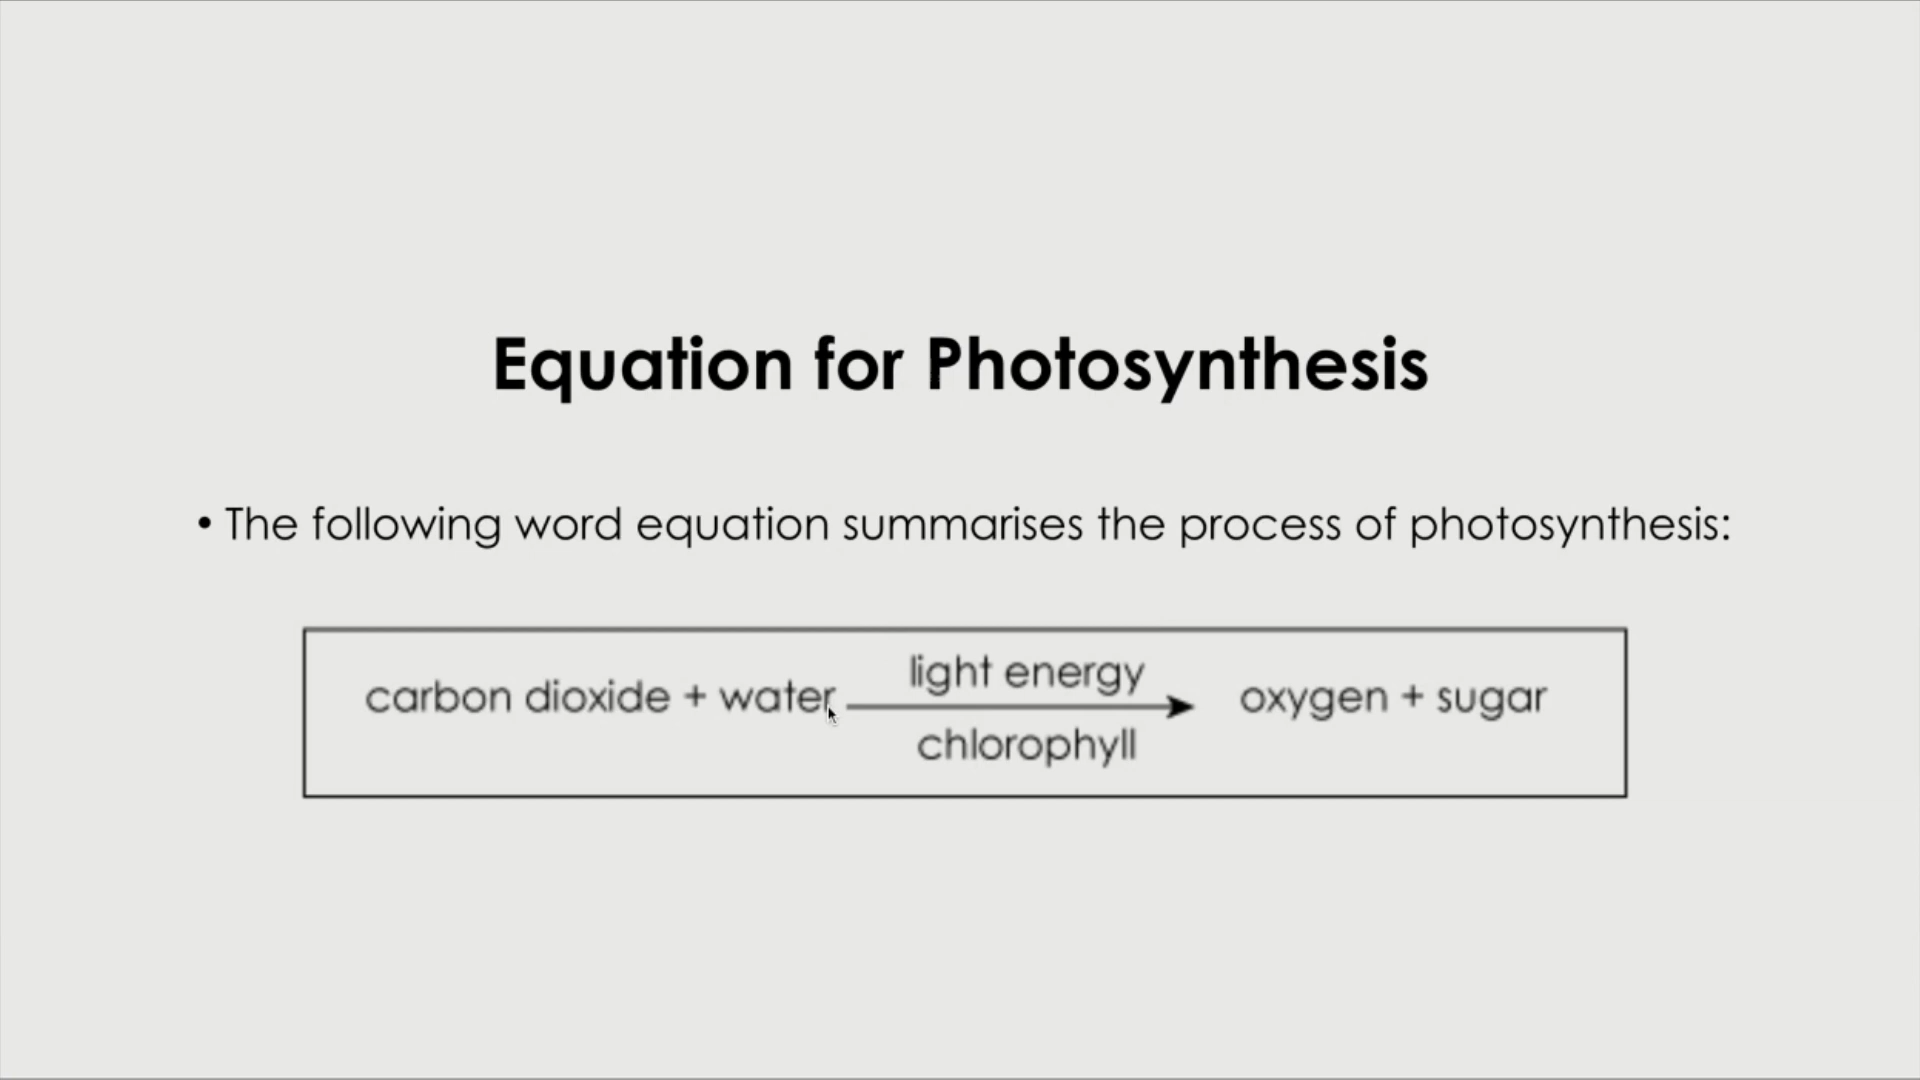 Equation for Photosynthesis
• The following word equation summarises the process of photosynthesis:
light energy
carbon dioxide + water oxygen + sugar
chlorophyll